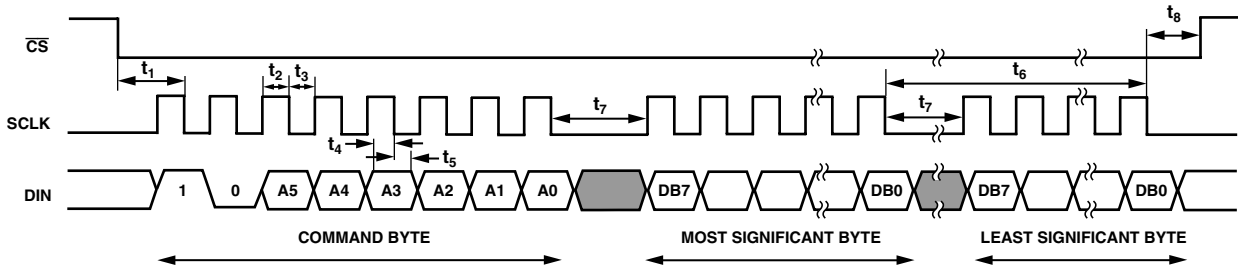 t8
CS
t1
t2 t3
t6
t7
t7
SCLK
t4
t5
DIN
1 0 A5 A4 A3 A2 A1 A0 DB7 DB0 DB7 DB0
COMMAND BYTE MOST SIGNIFICANT BYTE LEAST SIGNIFICANT BYTE